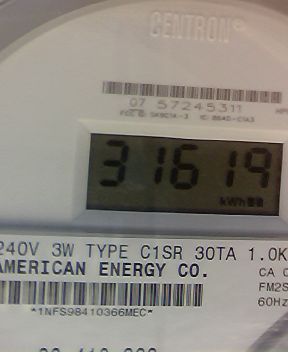 CENTRON®
07 57245311
31619
kWh
240V 3W TYPE C1SR 30TA 1.0K
AMERICAN ENERGY CO.
CA 0
FM2S
60Hz
*1NFS98410366MEC*